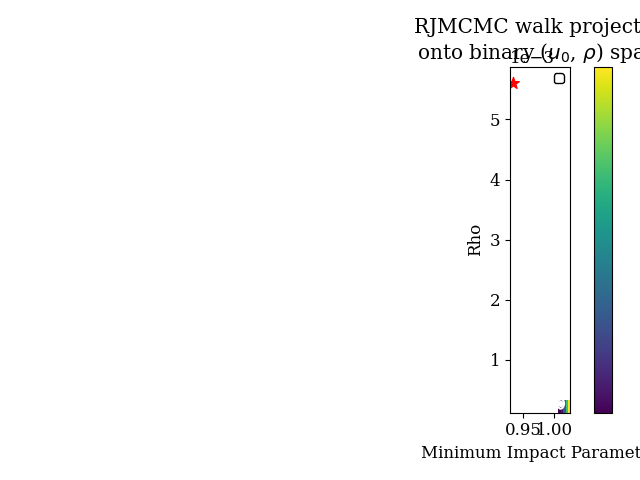 RJMCMC walk project
onto binary (u₀, ρ) spa
1e−3
5
4
3
2
1
Rho
0.95 1.00
Minimum Impact Paramet